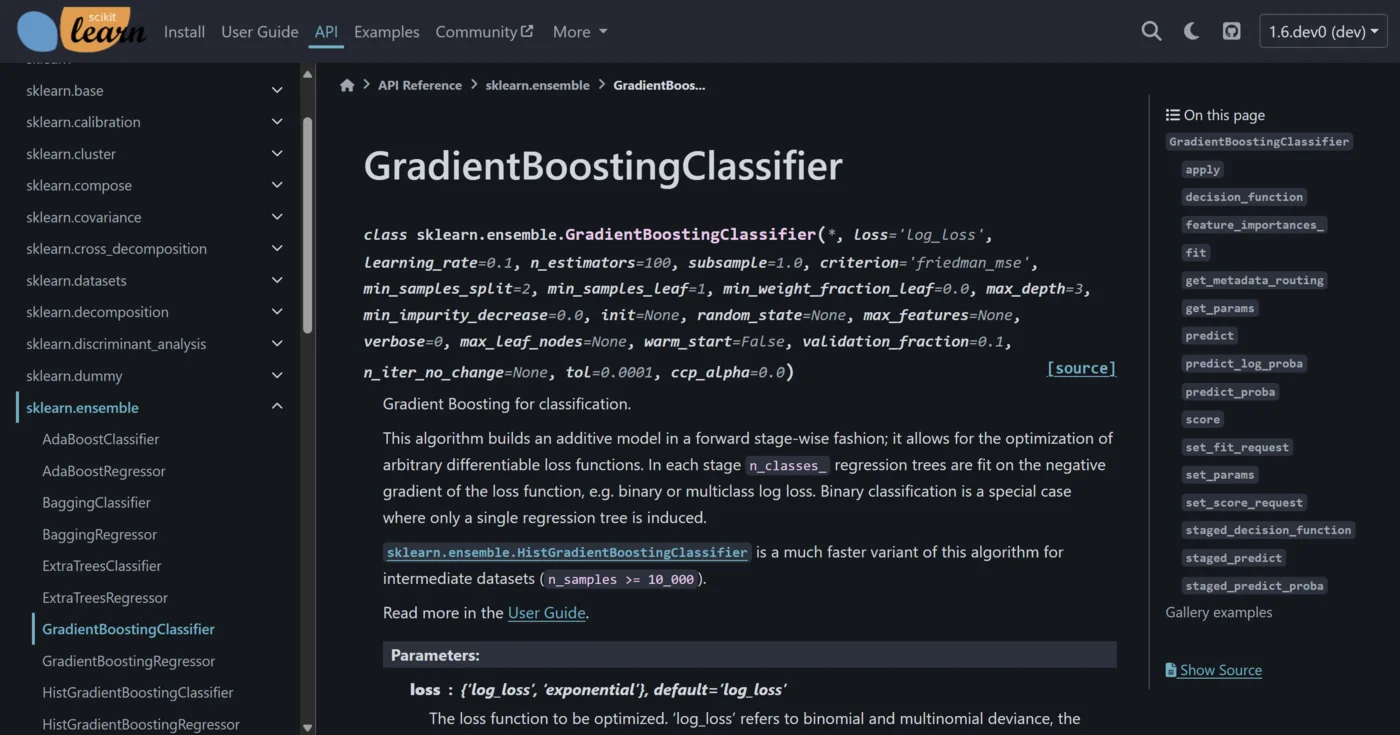 scikit
learn
Install User Guide API Examples Community More
1.6.dev0 (dev)
sklearn.base
sklearn.calibration
sklearn.cluster
sklearn.compose
sklearn.covariance
sklearn.cross_decomposition
sklearn.datasets
sklearn.decomposition
sklearn.discriminant_analysis
sklearn.dummy
sklearn.ensemble
AdaBoostClassifier
AdaBoostRegressor
BaggingClassifier
BaggingRegressor
ExtraTreesClassifier
ExtraTreesRegressor
GradientBoostingClassifier
GradientBoostingRegressor
HistGradientBoostingClassifier
HistGradientBoostingRegressor
API Reference > sklearn.ensemble > GradientBoos...
GradientBoostingClassifier
class sklearn.ensemble.GradientBoostingClassifier(*, loss='log_loss',
learning_rate=0.1, n_estimators=100, subsample=1.0, criterion='friedman_mse',
min_samples_split=2, min_samples_leaf=1, min_weight_fraction_leaf=0.0, max_depth=3,
min_impurity_decrease=0.0, init=None, random_state=None, max_features=None,
verbose=0, max_leaf_nodes=None, warm_start=False, validation_fraction=0.1,
n_iter_no_change=None, tol=0.0001, ccp_alpha=0.0) [source]
Gradient Boosting for classification.
This algorithm builds an additive model in a forward stage-wise fashion; it allows for the optimization of
arbitrary differentiable loss functions. In each stage n_classes_ regression trees are fit on the negative
gradient of the loss function, e.g. binary or multiclass log loss. Binary classification is a special case
where only a single regression tree is induced.
sklearn.ensemble.HistGradientBoostingClassifier is a much faster variant of this algorithm for
intermediate datasets (n_samples >= 10_000).
Read more in the User Guide.
Parameters:
loss : {'log_loss', 'exponential'}, default='log_loss'
The loss function to be optimized. 'log_loss' refers to binomial and multinomial deviance, the
On this page
GradientBoostingClassifier
apply
decision_function
feature_importances_
fit
get_metadata_routing
get_params
predict
predict_log_proba
predict_proba
score
set_fit_request
set_params
set_score_request
staged_decision_function
staged_predict
staged_predict_proba
Gallery examples
Show Source